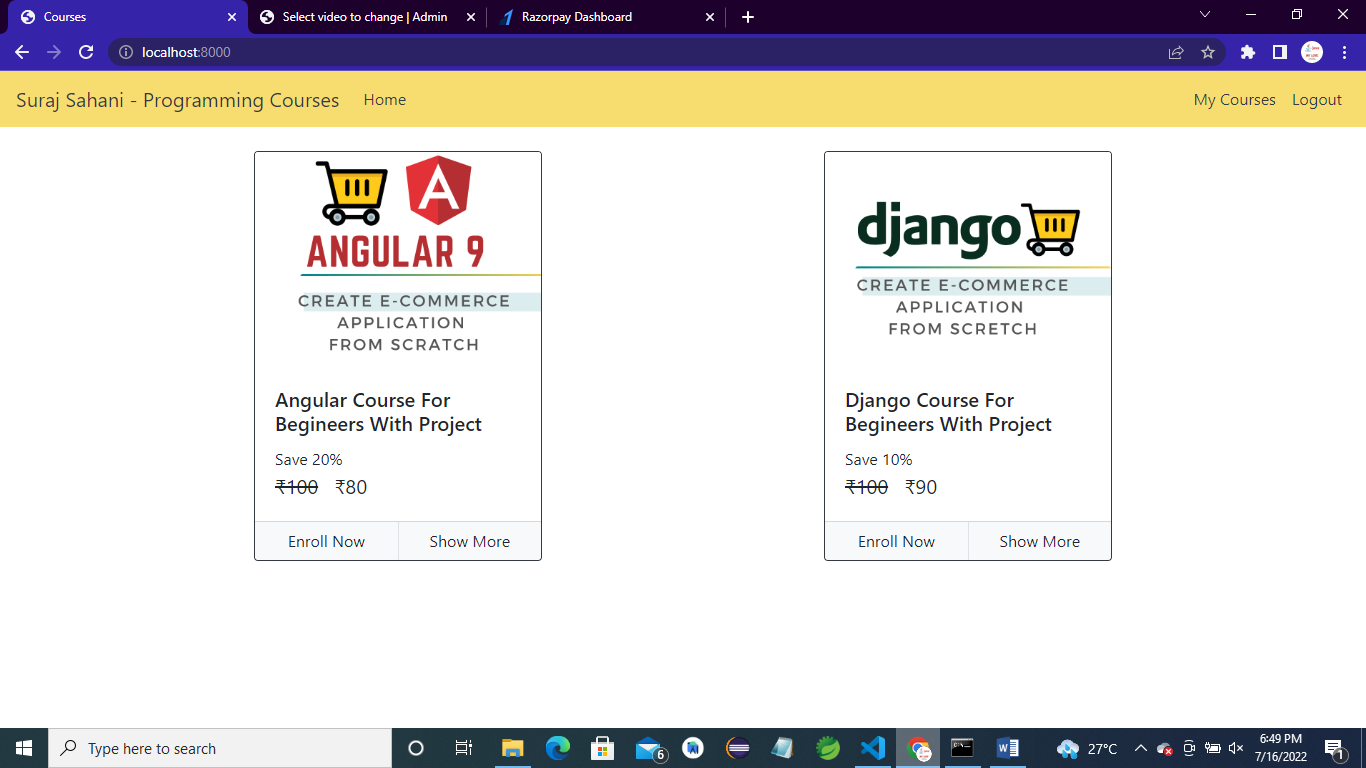 Courses
Select video to change | Admin
Razorpay Dashboard
localhost:8000
Suraj Sahani - Programming Courses
Home
My Courses
Logout
ANGULAR 9
CREATE E-COMMERCE
APPLICATION
FROM SCRATCH
Angular Course For
Begineers With Project
Save 20%
₹100 ₹80
Enroll Now
Show More
django
CREATE E-COMMERCE
APPLICATION
FROM SCRETCH
Django Course For
Begineers With Project
Save 10%
₹100 ₹90
Enroll Now
Show More
Type here to search
6
27°C
6:49 PM
7/16/2022
1